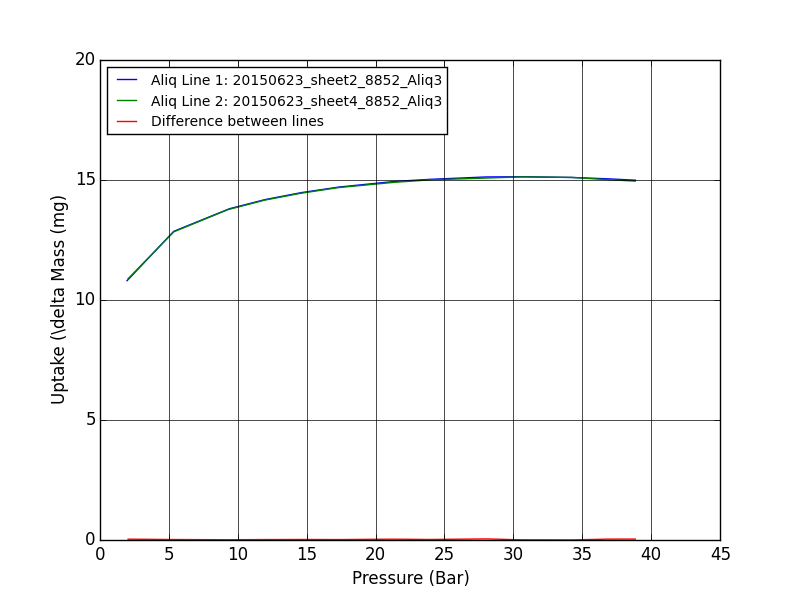 20
Aliq Line 1: 20150623_sheet2_8852_Aliq3
Aliq Line 2: 20150623_sheet4_8852_Aliq3
Difference between lines
15
10
5
0
Uptake (\delta Mass (mg)
0 5 10 15 20 25 30 35 40 45
Pressure (Bar)